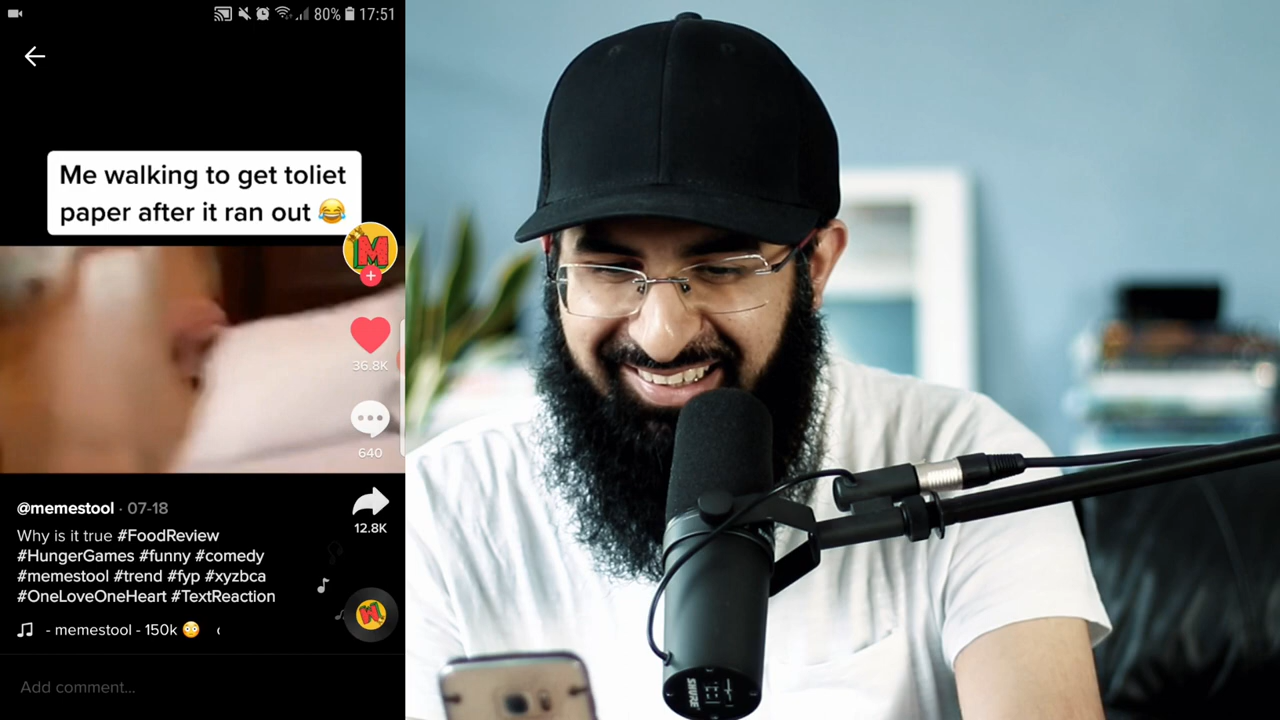 80% 17:51
Me walking to get toliet
paper after it ran out 😂
M
36.8K
640
12.8K
@memestool · 07-18
Why is it true #FoodReview
#HungerGames #funny #comedy
#memestool #trend #fyp #xyzbca
#OneLoveOneHeart #TextReaction
- memestool - 150k 😳
M
Add comment...
SHURE